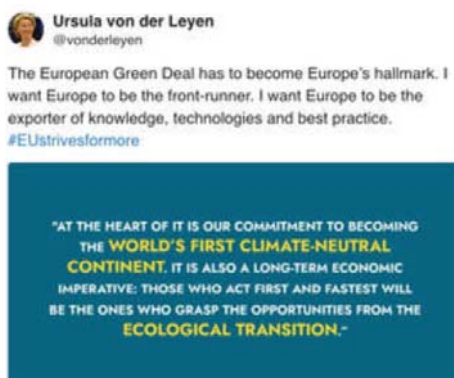 Ursula von der Leyen
@vonderleyen
The European Green Deal has to become Europe's hallmark. I
want Europe to be the front-runner. I want Europe to be the
exporter of knowledge, technologies and best practice.
#EUstrivesformore
"AT THE HEART OF IT IS OUR COMMITMENT TO BECOMING
THE WORLD'S FIRST CLIMATE-NEUTRAL
CONTINENT. IT IS ALSO A LONG-TERM ECONOMIC
IMPERATIVE: THOSE WHO ACT FIRST AND FASTEST WILL
BE THE ONES WHO GRASP THE OPPORTUNITIES FROM THE
ECOLOGICAL TRANSITION."